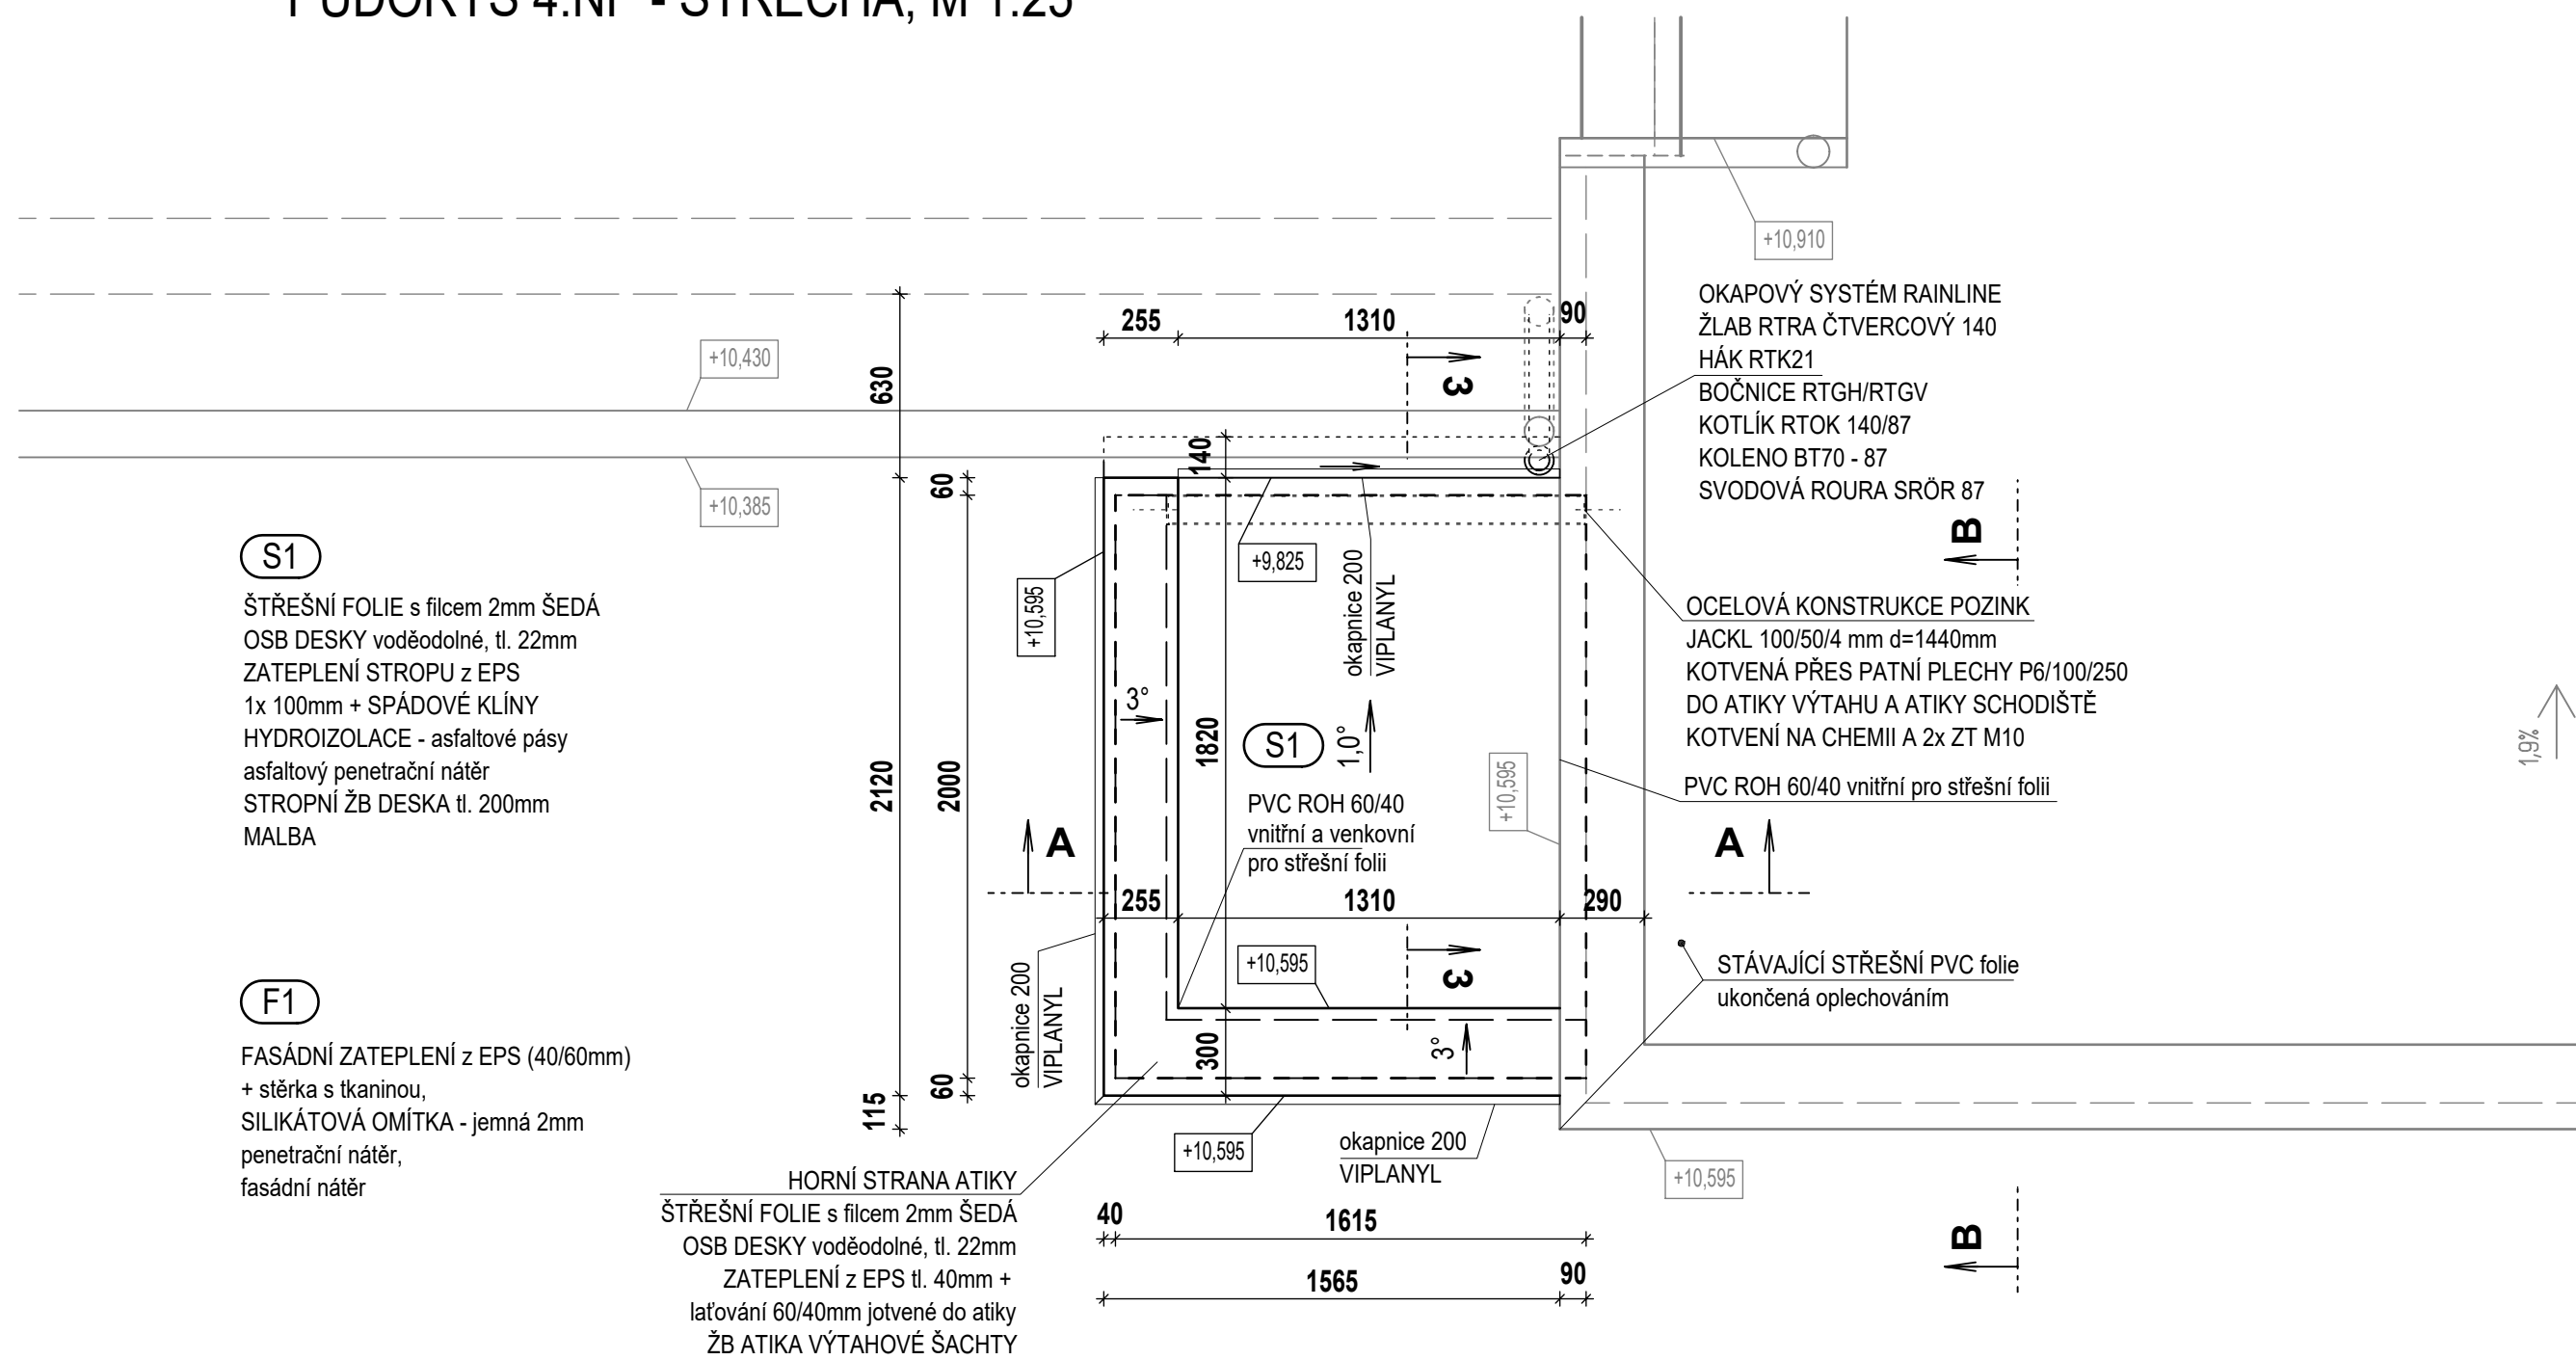 PŮDORYS 4.NP - STŘECHA, M 1:25
+10,910
OKAPOVÝ SYSTÉM RAINLINE
ŽLAB RTRA ČTVERCOVÝ 140
HÁK RTK21
BOČNICE RTGH/RTGV
KOTLÍK RTOK 140/87
KOLENO BT70 - 87
SVODOVÁ ROURA SRÖR 87
255
1310
90
+10,430
630
3
140
60
+10,385
B
S1
ŠTŘEŠNÍ FOLIE s filcem 2mm ŠEDÁ
OSB DESKY voděodolné, tl. 22mm
ZATEPLENÍ STROPU z EPS
1x 100mm + SPÁDOVÉ KLÍNY
HYDROIZOLACE - asfaltové pásy
asfaltový penetrační nátěr
STROPNÍ ŽB DESKA tl. 200mm
MALBA
+9,825
+10,595
okapnice 200
VIPLANYL
OCELOVÁ KONSTRUKCE POZINK
JACKL 100/50/4 mm d=1440mm
KOTVENÁ PŘES PATNÍ PLECHY P6/100/250
DO ATIKY VÝTAHU A ATIKY SCHODIŠTĚ
KOTVENÍ NA CHEMII A 2x ZT M10
3°
1820
S1
1,0°
1,9%
2120
2000
+10,595
PVC ROH 60/40 vnitřní pro střešní folii
PVC ROH 60/40
vnitřní a venkovní
pro střešní folii
A
A
255
1310
290
+10,595
3
STÁVAJÍCÍ STŘEŠNÍ PVC folie
ukončená oplechováním
okapnice 200
VIPLANYL
F1
FASÁDNÍ ZATEPLENÍ z EPS (40/60mm)
+ stěrka s tkaninou,
SILIKÁTOVÁ OMÍTKA - jemná 2mm
penetrační nátěr,
fasádní nátěr
300
3°
60
115
+10,595
okapnice 200
VIPLANYL
+10,595
HORNÍ STRANA ATIKY
ŠTŘEŠNÍ FOLIE s filcem 2mm ŠEDÁ
OSB DESKY voděodolné, tl. 22mm
ZATEPLENÍ z EPS tl. 40mm +
laťování 60/40mm jotvené do atiky
ŽB ATIKA VÝTAHOVÉ ŠACHTY
40
1615
B
1565
90